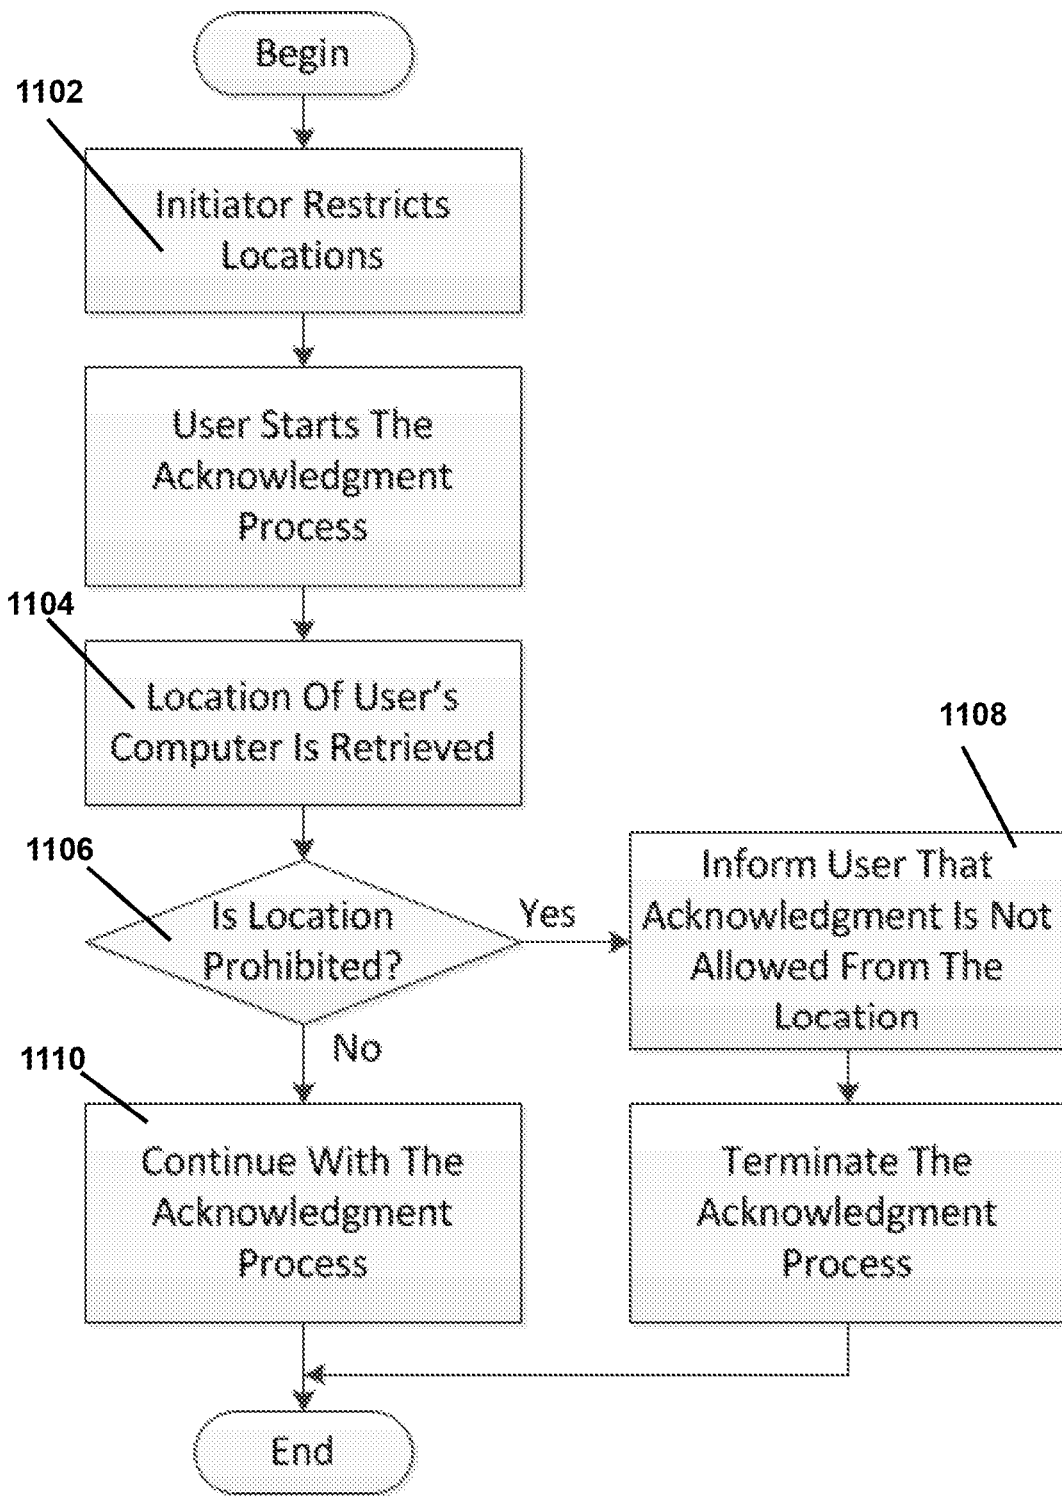 Begin
1102
Initiator Restricts
Locations
User Starts The
Acknowledgment
Process
1104
Location Of User's
Computer Is Retrieved
1108
1106
Is Location
Prohibited?
Yes
Inform User That
Acknowledgment Is Not
Allowed From The
Location
No
1110
Continue With The
Acknowledgment
Process
Terminate The
Acknowledgment
Process
End